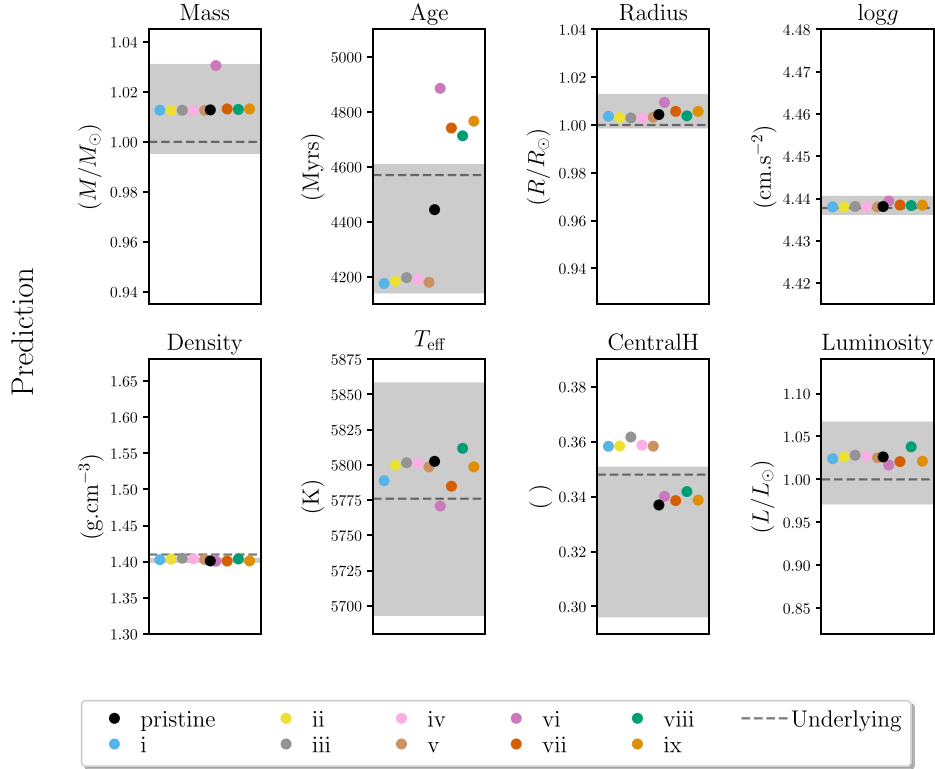 Mass
Age
Radius
logg
1.04
1.02
1.00
0.98
0.96
0.94
(M/M⊙)
5000
4800
4600
4400
4200
(Myrs)
1.04
1.02
1.00
0.98
0.96
0.94
(R/R⊙)
4.48
4.47
4.46
4.45
4.44
4.43
4.42
(cm.s⁻²)
Prediction
Density
T_eff
CentralH
Luminosity
1.65
1.60
1.55
1.50
1.45
1.40
1.35
1.30
(g.cm⁻³)
5875
5850
5825
5800
5775
5750
5725
5700
(K)
0.38
0.36
0.34
0.32
0.30
()
1.10
1.05
1.00
0.95
0.90
0.85
(L/L⊙)
pristine ii iv vi viii Underlying
i iii v vii ix